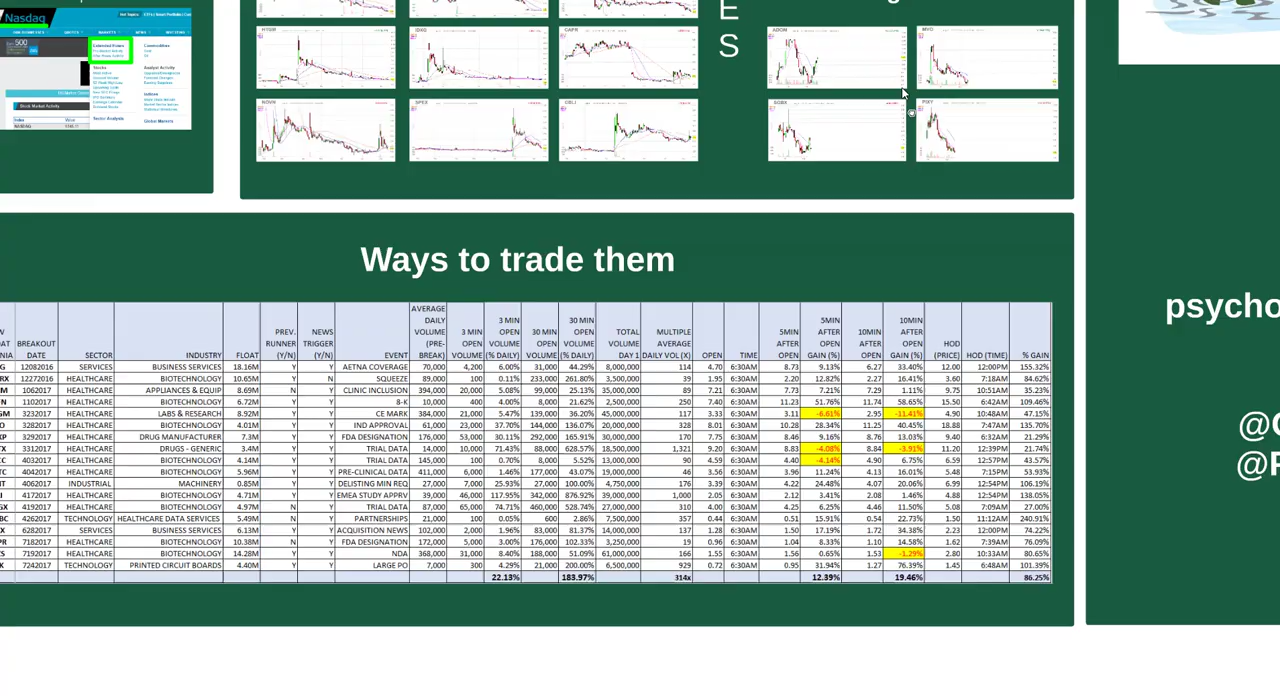 Nasdaq
E
S
HTGM
CAPR
NOVN
SPEX
CBLI
PIXY
Ways to trade them
psycho
@
@
BREAKOUT DATE SECTOR INDUSTRY FLOAT PREV. RUNNER (Y/N) NEWS TRIGGER (Y/N) EVENT AVERAGE DAILY VOLUME (PRE-BREAK) 3 MIN OPEN VOLUME 3 MIN OPEN VOLUME (% DAILY) 30 MIN OPEN VOLUME 30 MIN OPEN VOLUME (% DAILY) TOTAL VOLUME DAY 1 MULTIPLE AVERAGE DAILY VOL (X) OPEN TIME 5MIN AFTER OPEN 5MIN AFTER OPEN GAIN (%) 10MIN AFTER OPEN 10MIN AFTER OPEN GAIN (%) HOD (PRICE) HOD (TIME) % GAIN
G 12082016 SERVICES BUSINESS SERVICES 18.16M Y Y AETNA COVERAGE 70,000 4,200 6.00% 31,000 44.29% 8,000,000 114 4.70 6:30AM 8.73 9.13% 6.27 33.40% 12.00 12:00PM 155.32%
RX 12272016 HEALTHCARE BIOTECHNOLOGY 10.65M Y N SQUEEZE 89,000 100 0.11% 233,000 261.80% 3,500,000 39 1.95 6:30AM 2.20 12.82% 2.27 16.41% 3.60 7:18AM 84.62%
M 1042017 HEALTHCARE APPLIANCES & EQUIP 8.69M N Y CLINIC INCLUSION 394,000 20,000 5.08% 99,000 25.13% 35,000,000 89 7.21 6:30AM 7.73 7.21% 7.29 1.11% 9.75 10:51AM 35.23%
N 1102017 HEALTHCARE BIOTECHNOLOGY 6.72M Y Y 8-K 10,000 400 4.00% 8,000 21.62% 2,500,000 250 7.40 6:30AM 11.23 51.76% 11.74 58.65% 15.50 6:42AM 109.46%
GM 3232017 HEALTHCARE LABS & RESEARCH 8.92M Y Y CE MARK 384,000 21,000 5.47% 139,000 36.20% 45,000,000 117 3.33 6:30AM 3.11 -6.61% 2.95 -11.41% 4.90 10:48AM 47.15%
O 3282017 HEALTHCARE BIOTECHNOLOGY 4.01M Y Y IND APPROVAL 61,000 23,000 37.70% 144,000 136.07% 20,000,000 328 8.01 6:30AM 10.28 28.34% 11.25 40.45% 18.88 7:47AM 135.70%
XP 3292017 HEALTHCARE DRUG MANUFACTURER 7.3M Y Y FDA DESIGNATION 176,000 53,000 30.11% 292,000 165.91% 30,000,000 170 7.75 6:30AM 8.46 9.16% 8.76 13.03% 9.40 6:32AM 21.29%
TX 3312017 HEALTHCARE DRUGS - GENERIC 3.4M Y Y TRIAL DATA 14,000 10,000 71.43% 88,000 628.57% 18,500,000 1,321 9.20 6:30AM 8.83 -4.08% 8.84 -3.91% 11.20 12:39PM 21.74%
C 4032017 HEALTHCARE BIOTECHNOLOGY 4.14M Y Y TRIAL DATA 145,000 300 0.21% 8,000 5.52% 13,000,000 90 4.59 6:30AM 4.40 -4.14% 4.90 6.75% 6.59 12:57PM 43.57%
TC 4042017 HEALTHCARE BIOTECHNOLOGY 5.96M Y Y PRE-CLINICAL DATA 411,000 6,000 1.46% 177,000 43.07% 19,000,000 46 3.56 6:30AM 3.96 11.24% 4.13 16.01% 5.48 7:15PM 53.93%
T 4062017 INDUSTRIAL MACHINERY 0.85M Y Y DELISTING MIN REQ 27,000 7,000 25.93% 27,000 100.00% 4,750,000 176 3.39 6:30AM 4.22 24.48% 4.07 20.06% 6.99 12:54PM 106.19%
I 4172017 HEALTHCARE BIOTECHNOLOGY 4.71M Y Y EMEA STUDY APPRV 39,000 46,000 117.95% 342,000 876.92% 39,000,000 1,000 2.05 6:30AM 2.12 3.41% 2.08 1.46% 4.88 12:54PM 138.05%
GX 4192017 HEALTHCARE BIOTECHNOLOGY 4.97M N Y TRIAL DATA 87,000 65,000 74.71% 460,000 528.74% 27,000,000 310 4.00 6:30AM 4.25 6.25% 4.46 11.50% 5.08 7:09AM 27.00%
BC 4262017 TECHNOLOGY HEALTHCARE DATA SERVICES 5.49M N Y PARTNERSHIPS 21,000 100 0.05% 600 2.86% 7,500,000 357 0.44 6:30AM 0.51 15.91% 0.54 22.73% 1.50 11:12AM 240.91%
X 6282017 SERVICES BUSINESS SERVICES 6.13M Y Y ACQUISITION NEWS 102,000 2,000 1.96% 83,000 81.37% 14,000,000 137 1.28 6:30AM 1.50 17.19% 1.72 34.38% 2.23 12:00PM 74.22%
PR 7182017 HEALTHCARE BIOTECHNOLOGY 10.38M N Y FDA DESIGNATION 172,000 5,000 3.00% 176,000 102.33% 3,250,000 19 0.96 6:30AM 1.04 8.33% 1.10 14.58% 1.62 7:39AM 76.09%
S 7192017 HEALTHCARE BIOTECHNOLOGY 14.28M Y Y NDA 368,000 31,000 8.40% 188,000 51.09% 61,000,000 166 1.55 6:30AM 1.56 0.65% 1.53 -1.29% 2.80 10:33AM 80.65%
K 7242017 TECHNOLOGY PRINTED CIRCUIT BOARDS 4.40M Y Y LARGE PO 7,000 300 4.29% 21,000 200.00% 6,500,000 929 0.72 6:30AM 0.95 31.94% 1.27 76.39% 1.45 6:48AM 101.39%
22.13% 183.97% 314x 12.39% 19.46% 86.25%